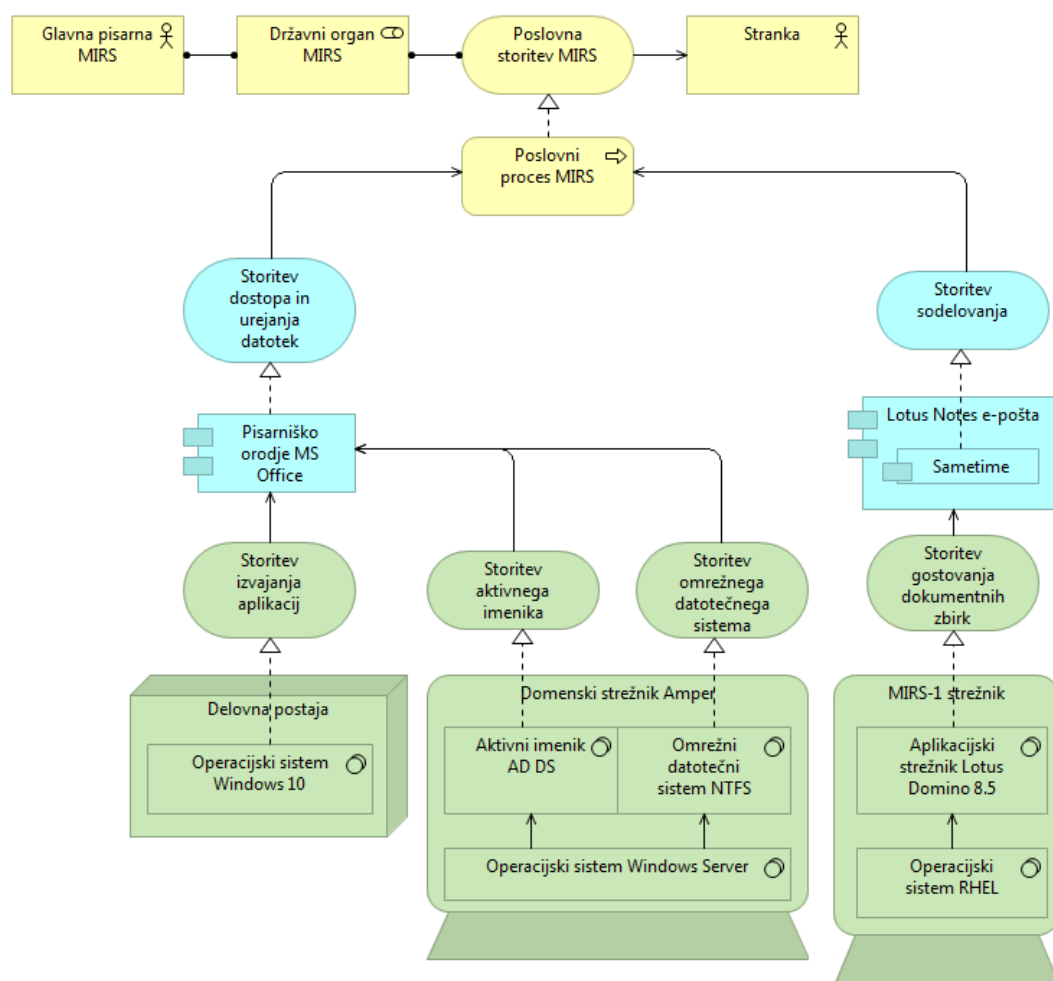 Glavna pisarna
MIRS
Državni organ
MIRS
Poslovna
storitev MIRS
Stranka
Poslovni
proces MIRS
Storitev
dostopa in
urejanja
datotek
Storitev
sodelovanja
Pisarniško
orodje MS
Office
Lotus Notes e-pošta
Sametime
Storitev
izvajanja
aplikacij
Storitev
aktivnega
imenika
Storitev
omrežnega
datotečnega
sistema
Storitev
gostovanja
dokumentnih
zbirk
Delovna postaja
Operacijski sistem
Windows 10
Domenski strežnik Amper
Aktivni imenik
AD DS
Omrežni
datotečni
sistem NTFS
Operacijski sistem Windows Server
MIRS-1 strežnik
Aplikacijski
strežnik Lotus
Domino 8.5
Operacijski
sistem RHEL